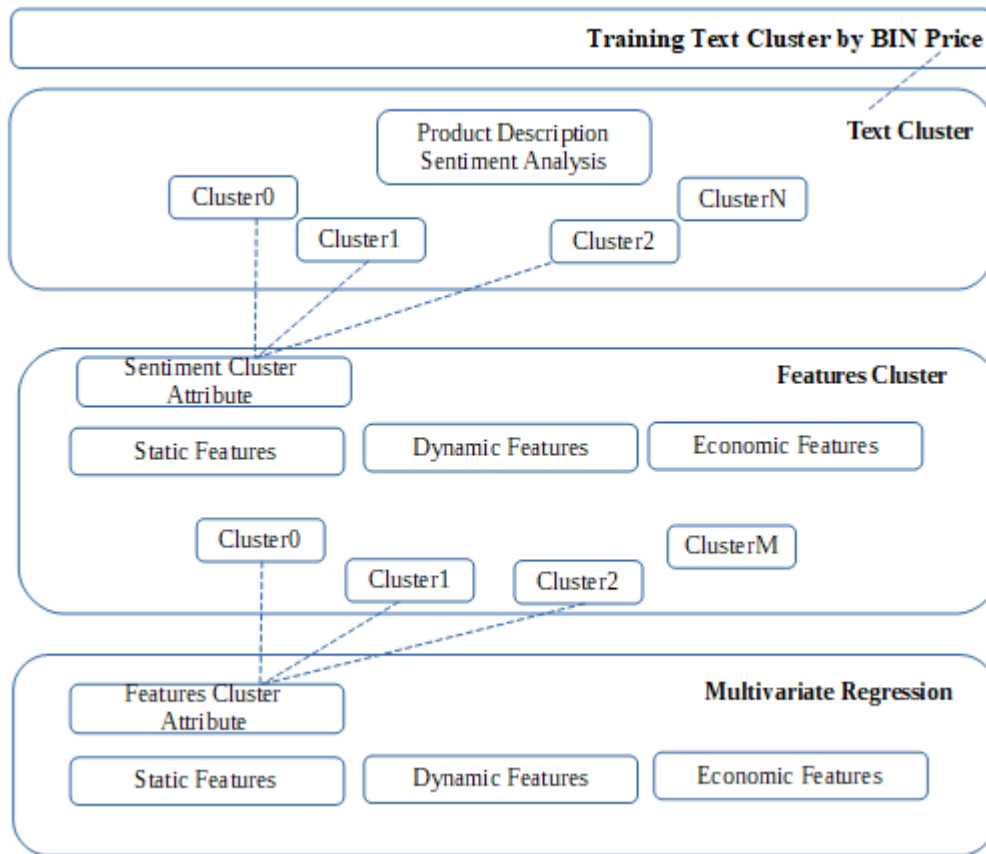 Training Text Cluster by BIN Price
Text Cluster
Product Description
Sentiment Analysis
Cluster0
ClusterN
Cluster1
Cluster2
Sentiment Cluster
Attribute
Features Cluster
Static Features
Dynamic Features
Economic Features
Cluster0
ClusterM
Cluster1
Cluster2
Features Cluster
Attribute
Multivariate Regression
Static Features
Dynamic Features
Economic Features